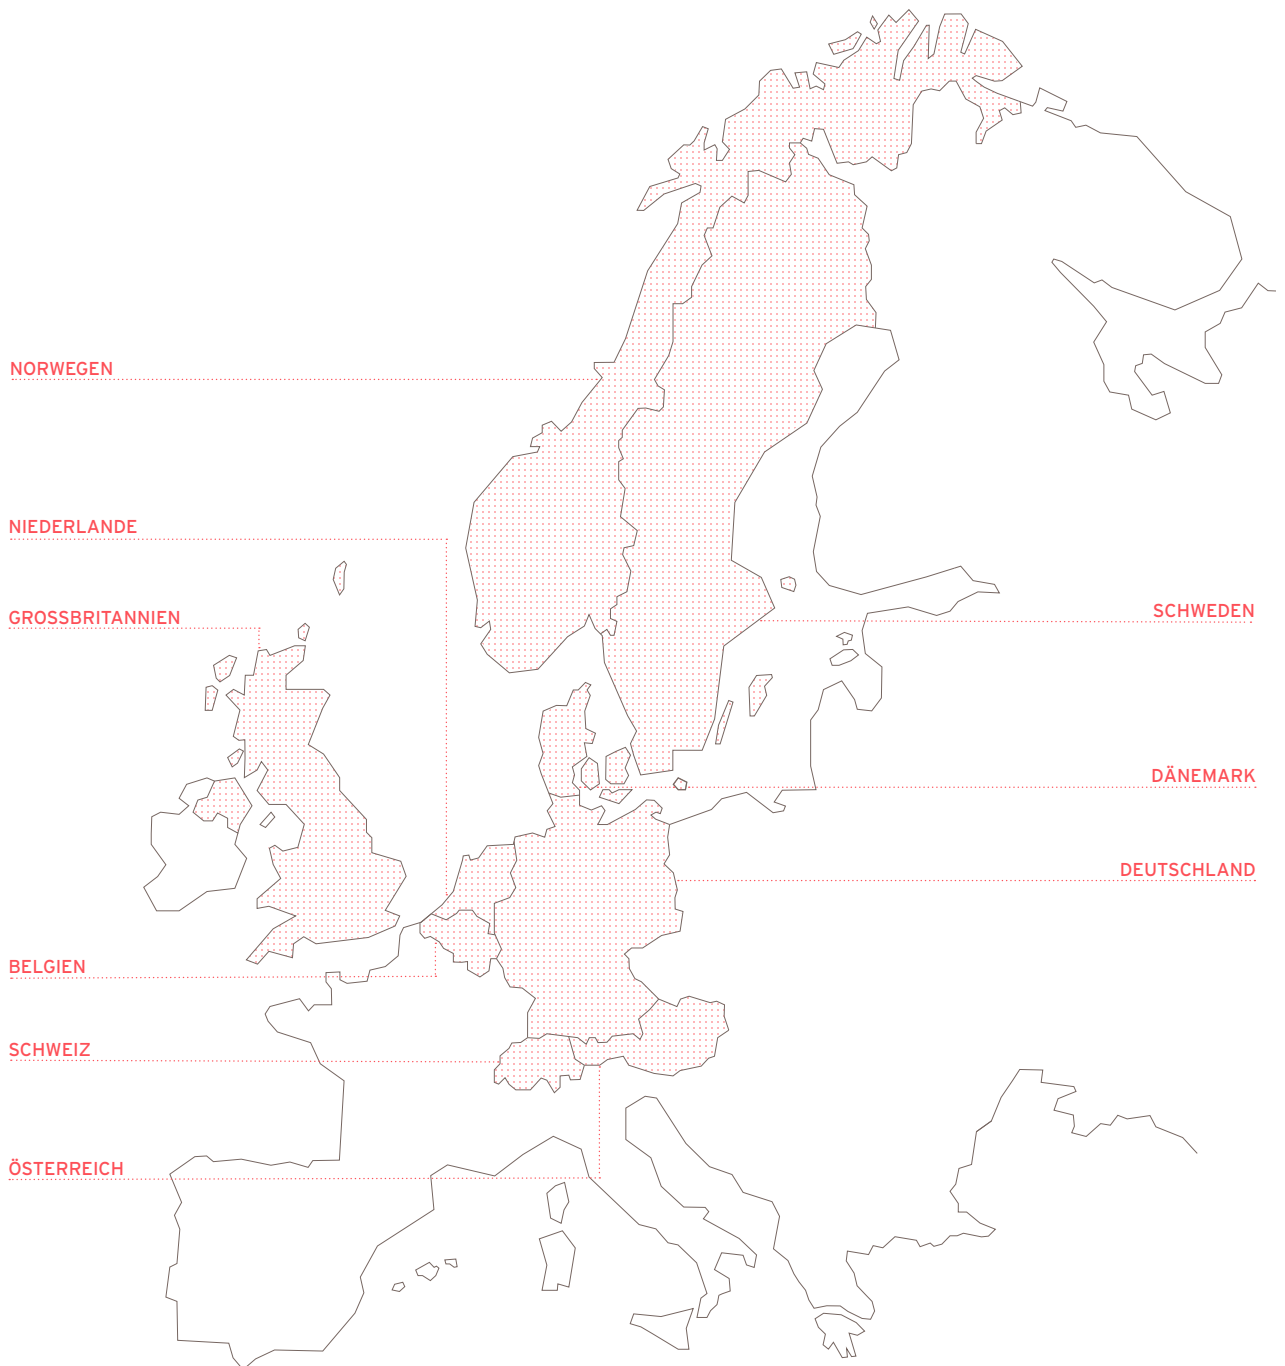 NORWEGEN
NIEDERLANDE
GROSSBRITANNIEN
SCHWEDEN
DÄNEMARK
DEUTSCHLAND
BELGIEN
SCHWEIZ
ÖSTERREICH